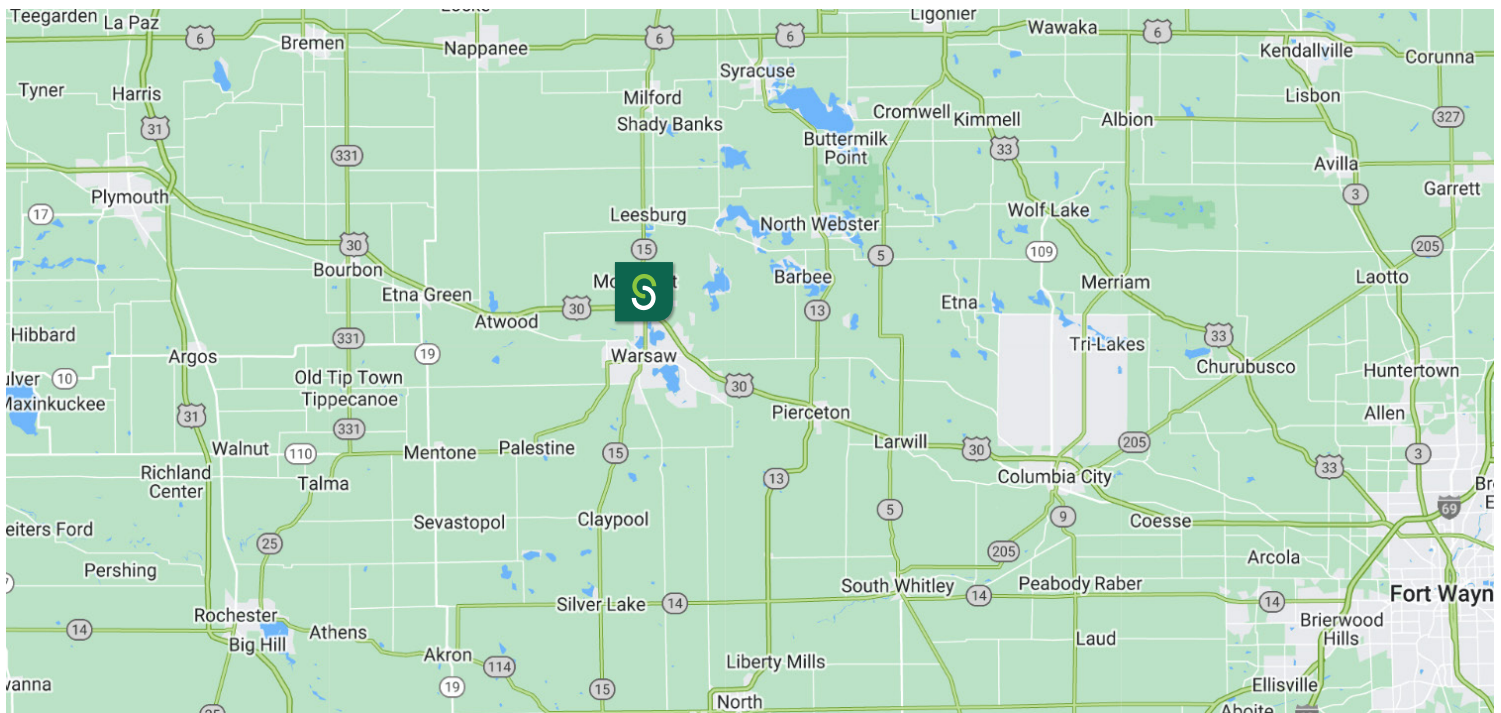 Teegarden
La Paz
6
Bremen
Nappanee
6
6
Ligonier
Wawaka
6
Kendallville
Corunna
Syracuse
Tyner
Harris
Milford
Shady Banks
Cromwell
Kimmell
Albion
Lisbon
327
31
331
Buttermilk
Point
33
Avilla
Plymouth
17
3
Garrett
Leesburg
North Webster
Wolf Lake
30
15
5
109
205
Bourbon
Barbee
Merriam
Laotto
Etna Green
30
Atwood
13
Etna
Hibbard
331
33
Tri-Lakes
Argos
19
Warsaw
Churubusco
Huntertown
10
Old Tip Town
Tippecanoe
30
Maxinkuckee
31
331
Pierceton
Allen
Walnut
110
Mentone
Palestine
15
Larwill
30
205
3
Richland
Center
Talma
13
Columbia City
33
69
Sevastopol
Claypool
5
9
Coesse
25
205
Arcola
Pershing
South Whitley
Peabody Raber
Rochester
Silver Lake
14
14
14
Fort Wayn
14
Athens
Big Hill
Laud
Brierwood
Hills
Akron
114
Liberty Mills
19
15
Ellisville
North